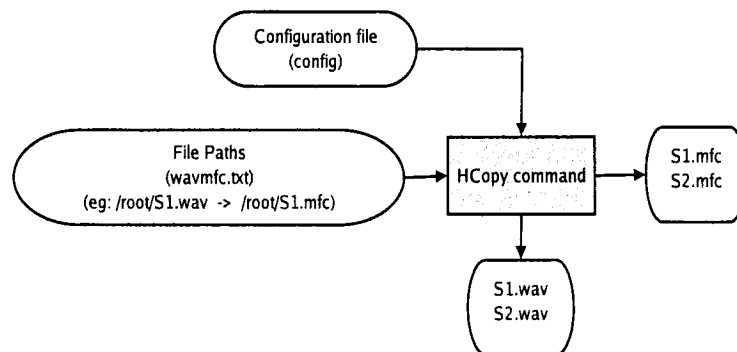 Configuration file
(config)
File Paths
(wavmfc.txt)
(eg: /root/S1.wav -> /root/S1.mfc)
HCopy command
S1.mfc
S2.mfc
S1.wav
S2.wav